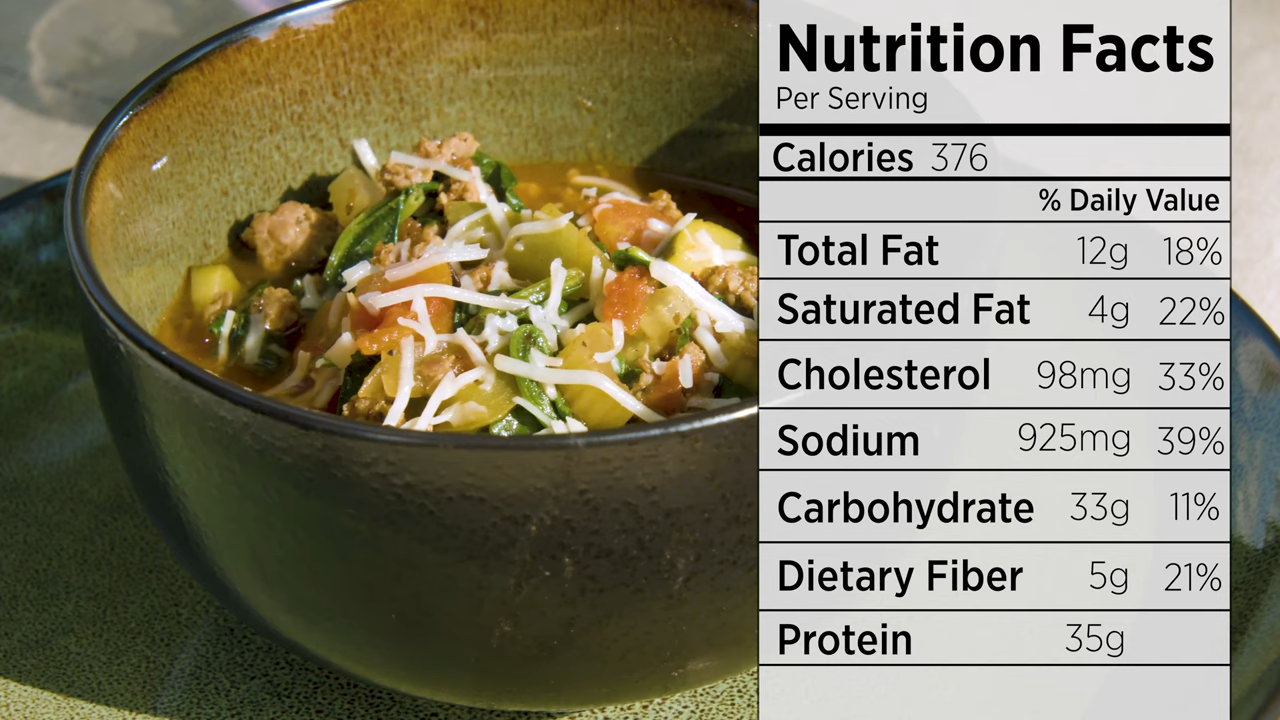 Nutrition Facts
Per Serving
Calories 376
% Daily Value
Total Fat 12g 18%
Saturated Fat 4g 22%
Cholesterol 98mg 33%
Sodium 925mg 39%
Carbohydrate 33g 11%
Dietary Fiber 5g 21%
Protein 35g